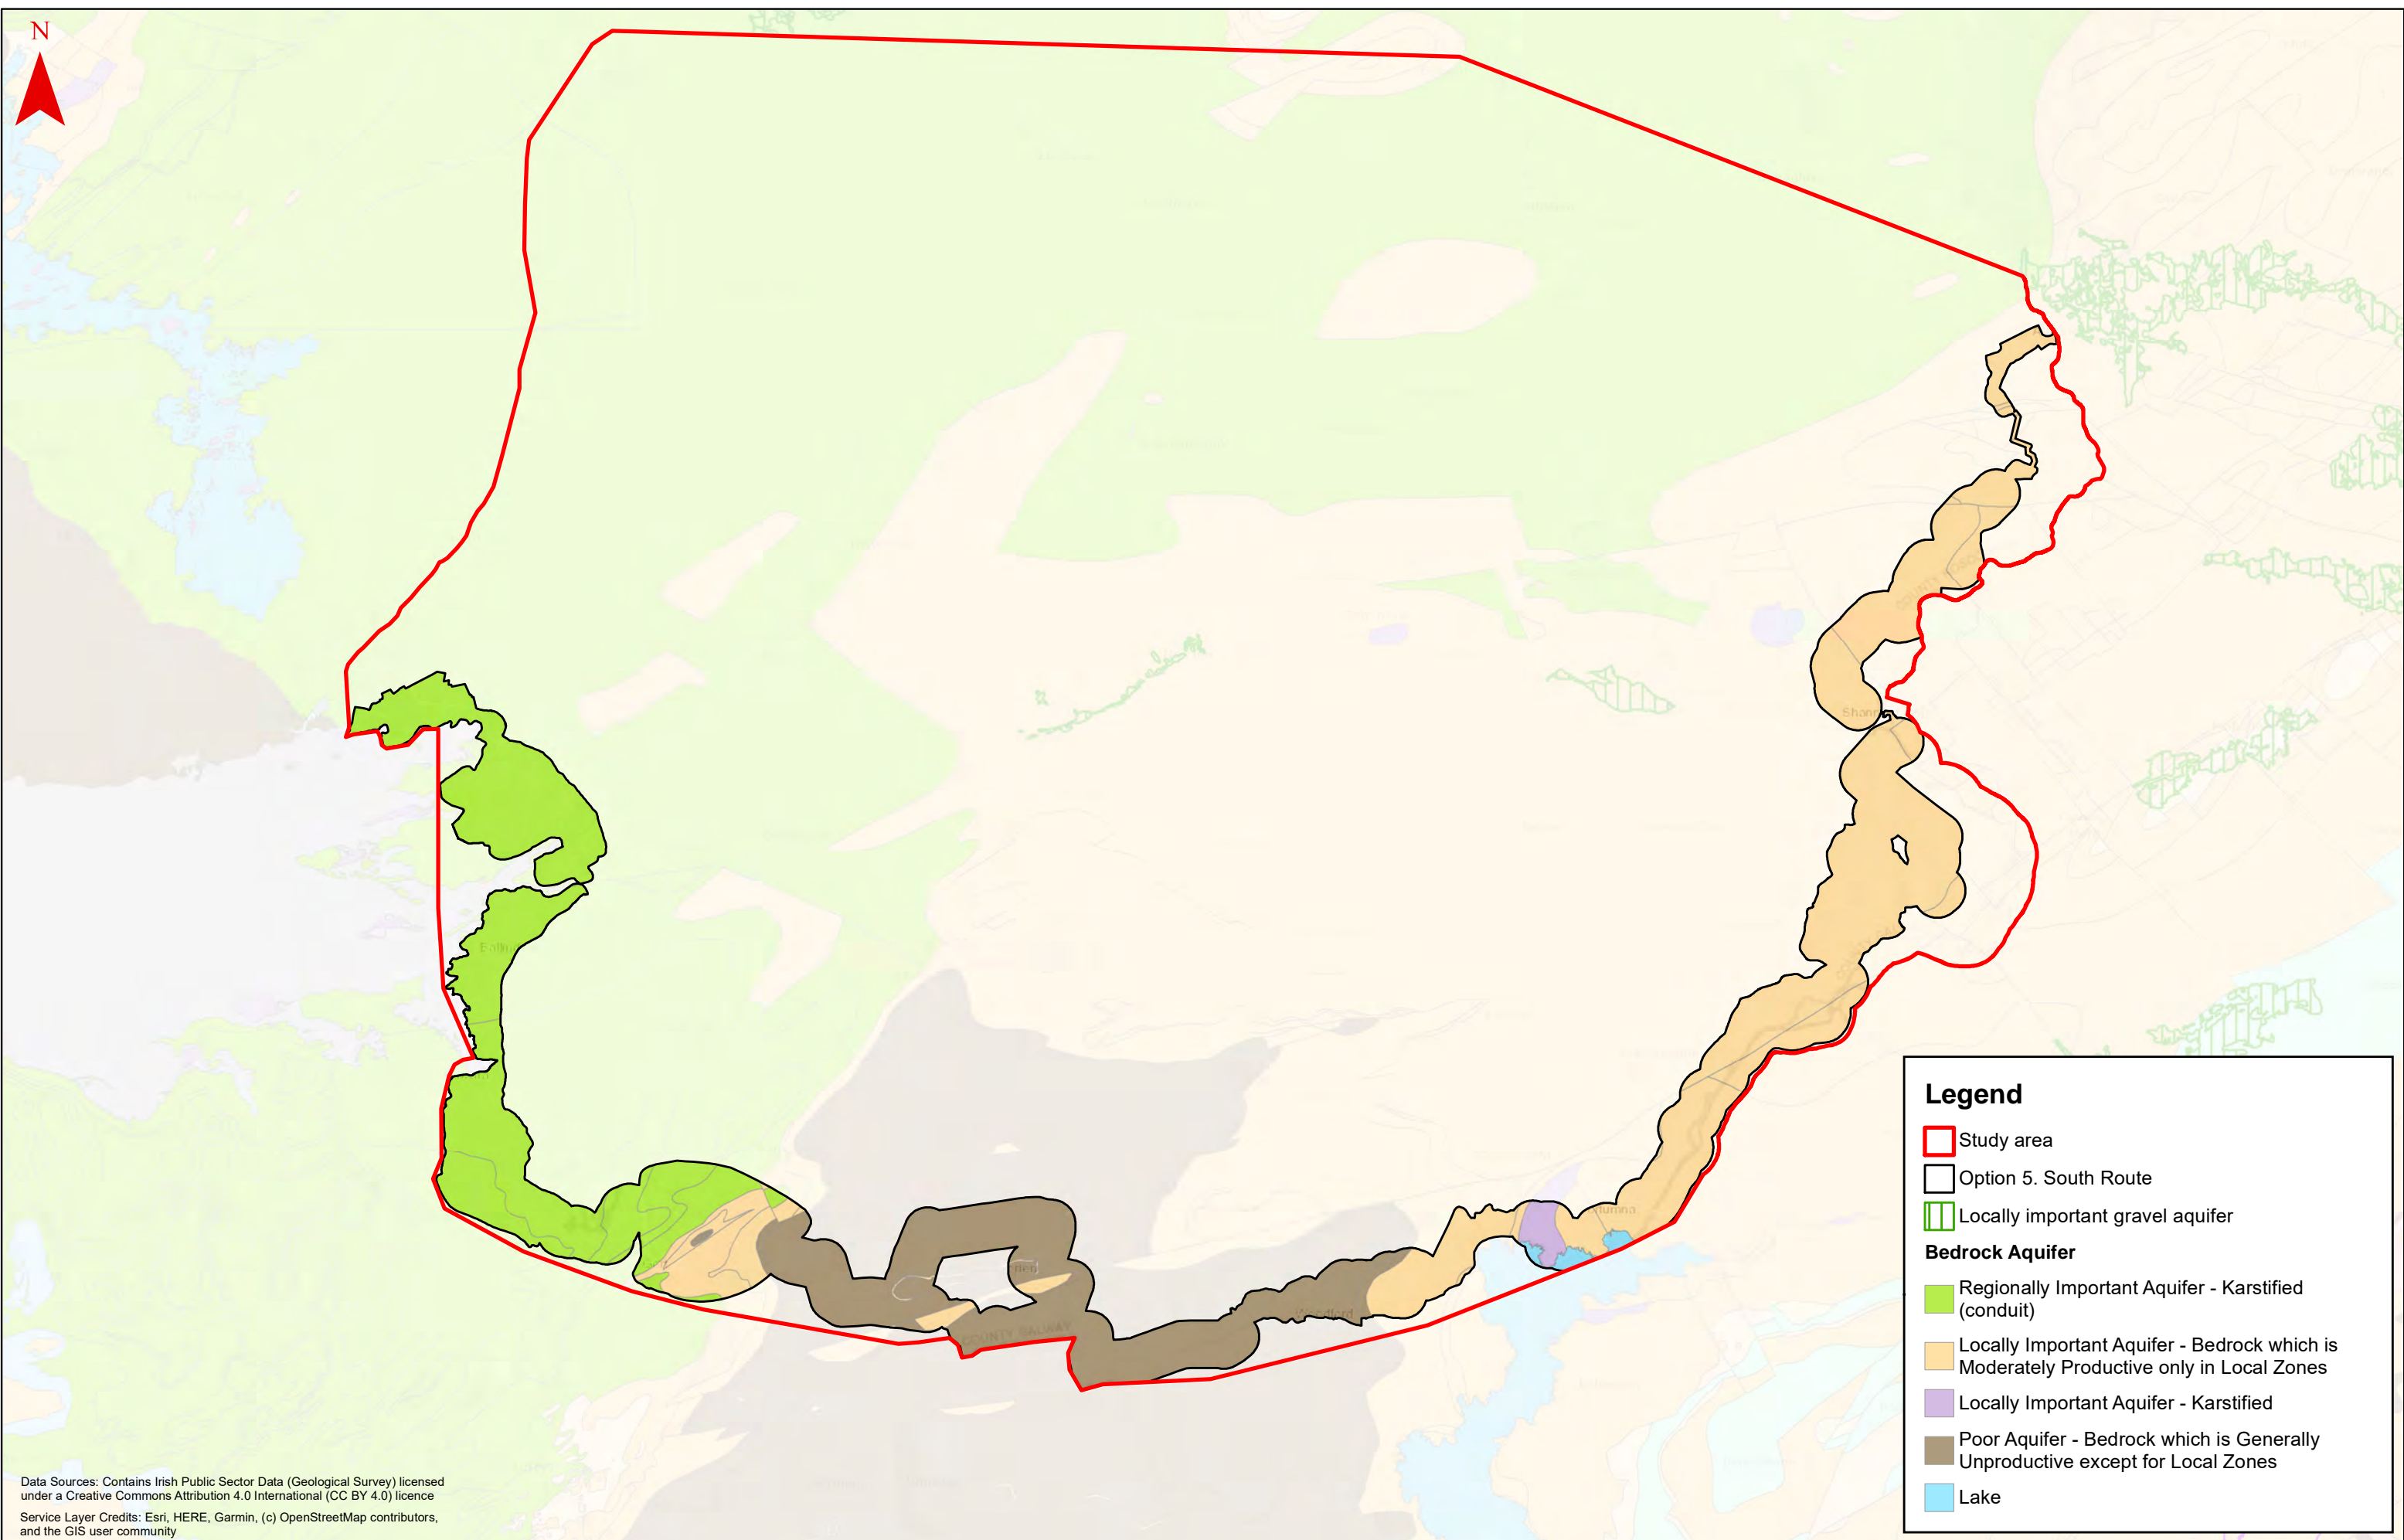 N
Shann
COUNTY GALWAY
Woodford
Legend
Study area
Option 5. South Route
Locally important gravel aquifer
Bedrock Aquifer
Regionally Important Aquifer - Karstified
(conduit)
Locally Important Aquifer - Bedrock which is
Moderately Productive only in Local Zones
Locally Important Aquifer - Karstified
Poor Aquifer - Bedrock which is Generally
Unproductive except for Local Zones
Lake
Data Sources: Contains Irish Public Sector Data (Geological Survey) licensed
under a Creative Commons Attribution 4.0 International (CC BY 4.0) licence
Service Layer Credits: Esri, HERE, Garmin, (c) OpenStreetMap contributors,
and the GIS user community